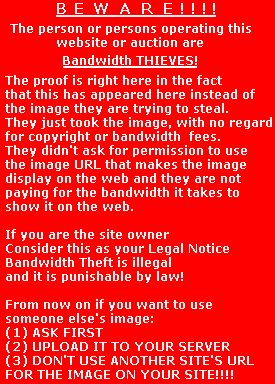 B E W A R E ! ! ! !
The person or persons operating this
website or auction are
Bandwidth THIEVES!
The proof is right here in the fact
that this has appeared here instead of
the image they are trying to steal.
They just took the image, with no regard
for copyright or bandwidth fees.
They didn't ask for permission to use
the image URL that makes the image
display on the web and they are not
paying for the bandwidth it takes to
show it on the web.
If you are the site owner
Consider this as your Legal Notice
Bandwidth Theft is illegal
and it is punishable by law!
From now on if you want to use
someone else's image:
(1) ASK FIRST
(2) UPLOAD IT TO YOUR SERVER
(3) DON'T USE ANOTHER SITE'S URL
FOR THE IMAGE ON YOUR SITE!!!!